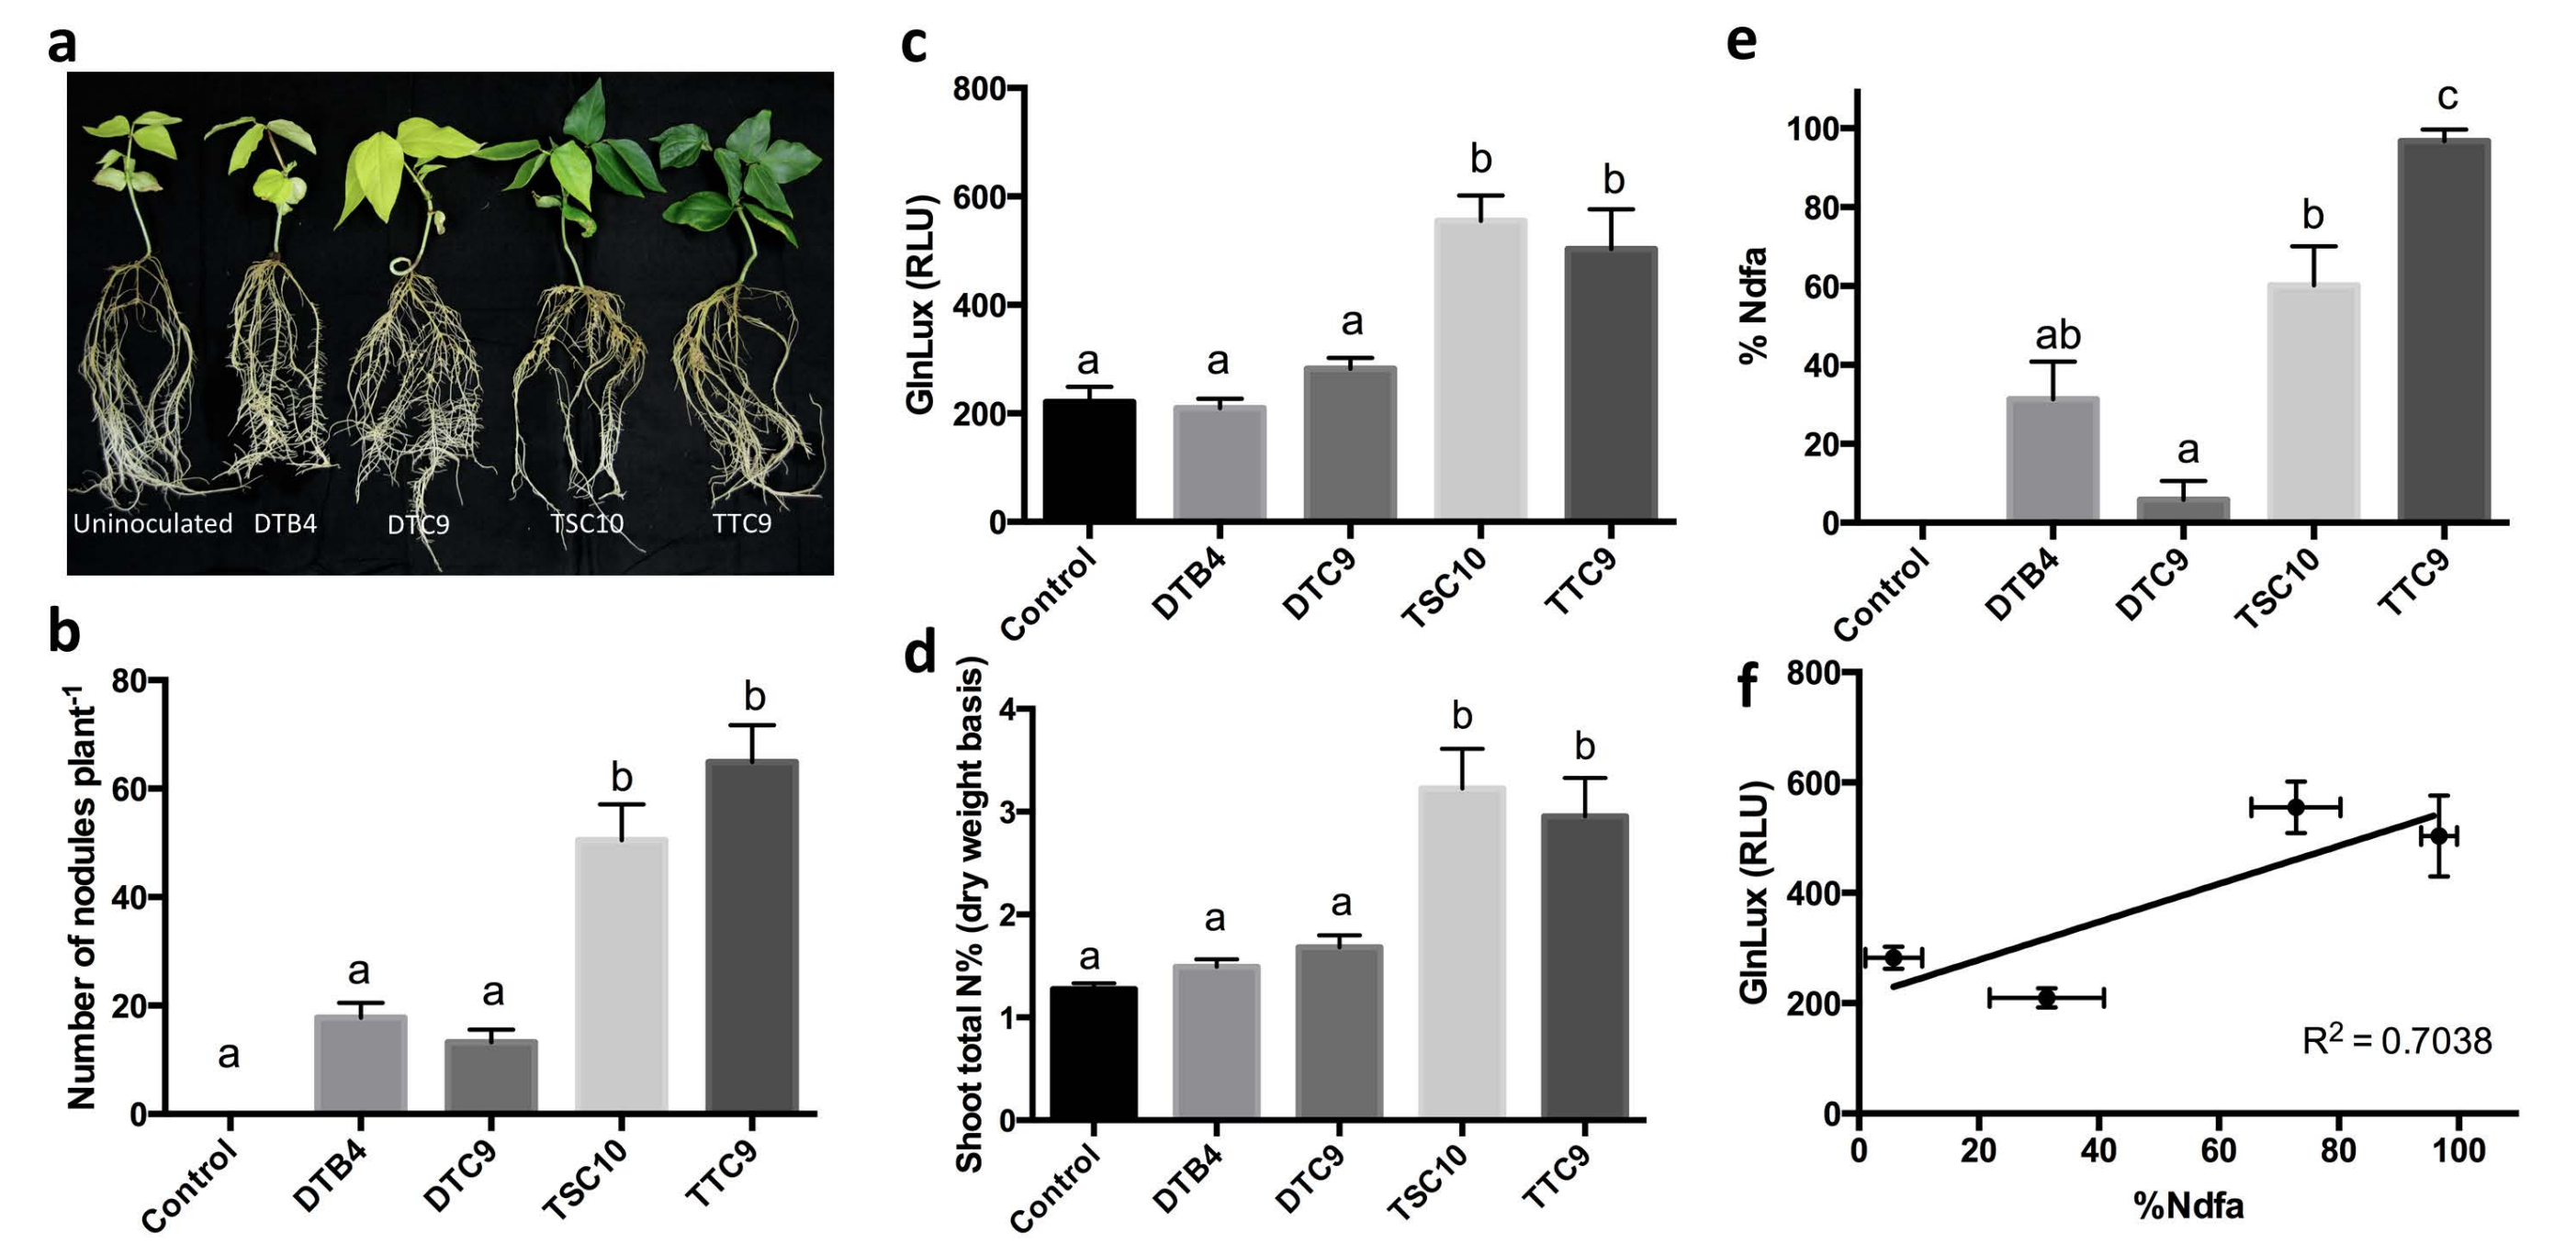 a
Uninoculated DTB4 DTC9 TSC10 TTC9
b
Number of nodules plant⁻¹
80
60
40
20
0
a
a
a
b
b
Control DTB4 DTC9 TSC10 TTC9
c
GlnLux (RLU)
800
600
400
200
0
a
a
a
b
b
Control DTB4 DTC9 TSC10 TTC9
d
Shoot total N% (dry weight basis)
4
3
2
1
0
a
a
a
b
b
Control DTB4 DTC9 TSC10 TTC9
e
% Ndfa
100
80
60
40
20
0
ab
a
b
c
Control DTB4 DTC9 TSC10 TTC9
f
GlnLux (RLU)
800
600
400
200
0
R² = 0.7038
0 20 40 60 80 100
%Ndfa